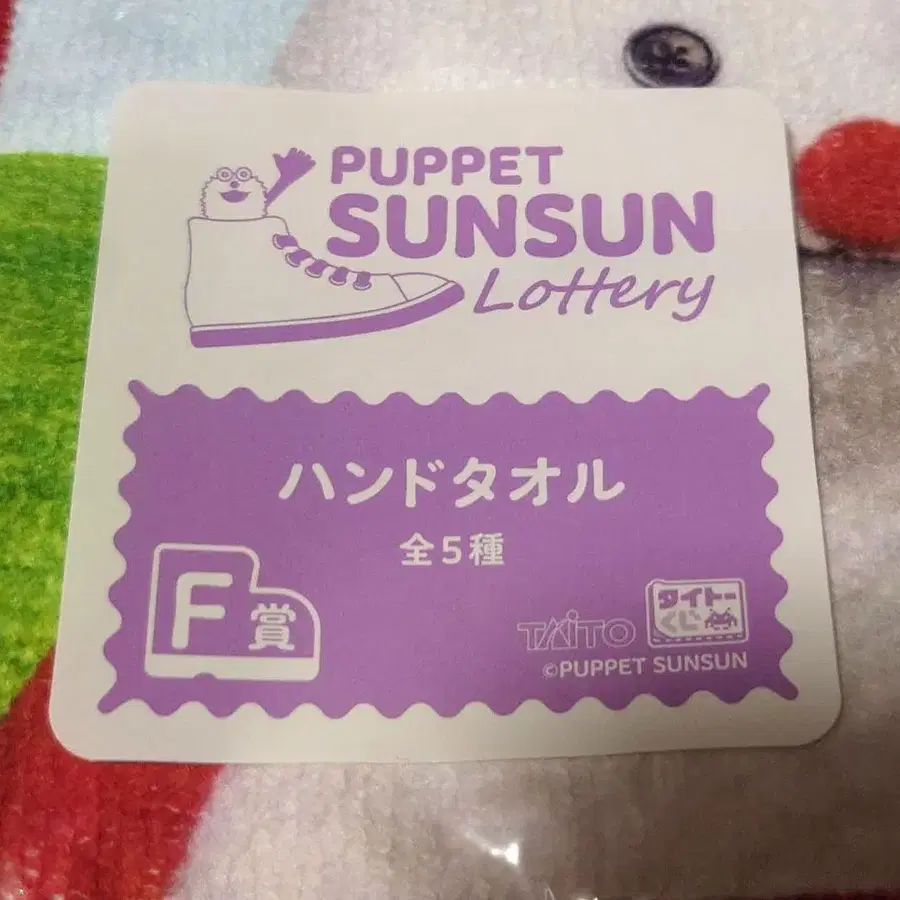 PUPPET
SUNSUN
Lottery
ハンドタオル
全5種
F賞
TAITO
タイトー
くじ
©PUPPET SUNSUN